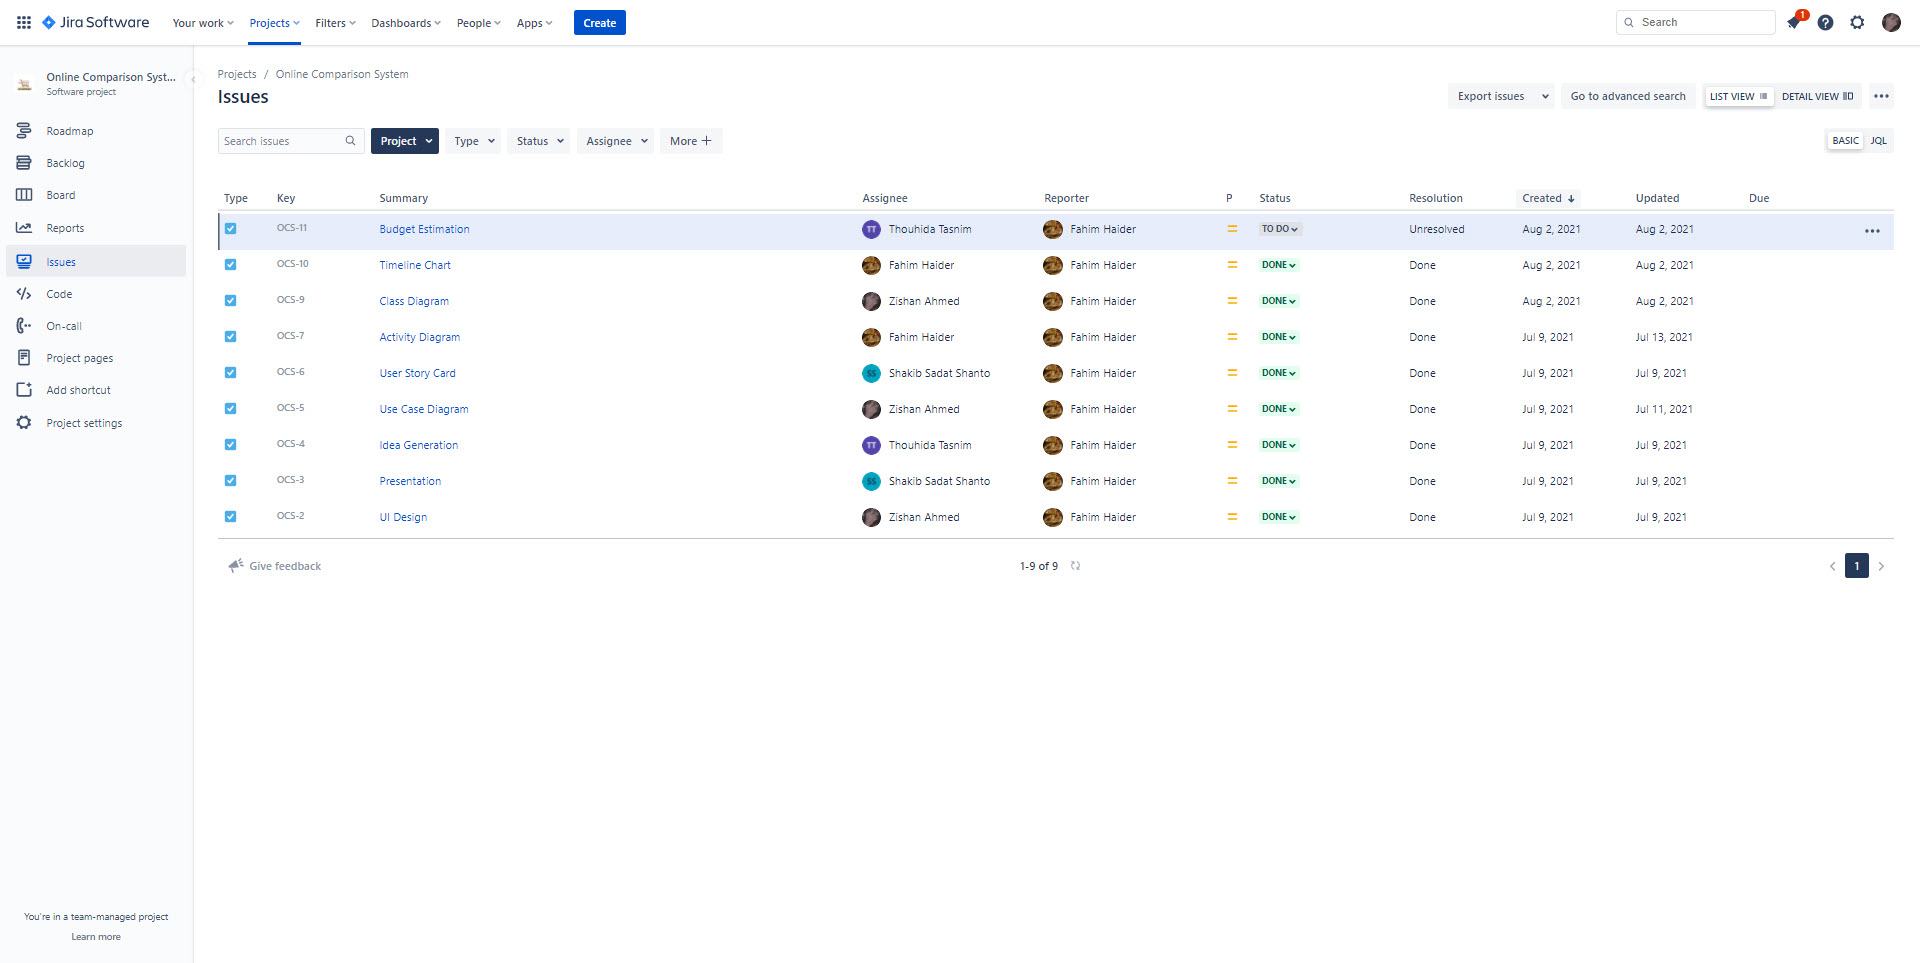 Jira Software Your work Projects Filters Dashboards People Apps Create Search 1
Online Comparison Syst...
Software project
Roadmap
Backlog
Board
Reports
Issues
Code
On-call
Project pages
Add shortcut
Project settings
You're in a team-managed project
Learn more
Projects / Online Comparison System
Issues
Export issues Go to advanced search LIST VIEW DETAIL VIEW
Search issues Project Type Status Assignee More BASIC JQL
Type Key Summary Assignee Reporter P Status Resolution Created Updated Due
OCS-11 Budget Estimation TT Thouhida Tasnim Fahim Haider TO DO Unresolved Aug 2, 2021 Aug 2, 2021
OCS-10 Timeline Chart Fahim Haider Fahim Haider DONE Done Aug 2, 2021 Aug 2, 2021
OCS-9 Class Diagram Zishan Ahmed Fahim Haider DONE Done Aug 2, 2021 Aug 2, 2021
OCS-7 Activity Diagram Fahim Haider Fahim Haider DONE Done Jul 9, 2021 Jul 13, 2021
OCS-6 User Story Card SS Shakib Sadat Shanto Fahim Haider DONE Done Jul 9, 2021 Jul 9, 2021
OCS-5 Use Case Diagram Zishan Ahmed Fahim Haider DONE Done Jul 9, 2021 Jul 11, 2021
OCS-4 Idea Generation TT Thouhida Tasnim Fahim Haider DONE Done Jul 9, 2021 Jul 9, 2021
OCS-3 Presentation SS Shakib Sadat Shanto Fahim Haider DONE Done Jul 9, 2021 Jul 9, 2021
OCS-2 UI Design Zishan Ahmed Fahim Haider DONE Done Jul 9, 2021 Jul 9, 2021
Give feedback 1-9 of 9 1